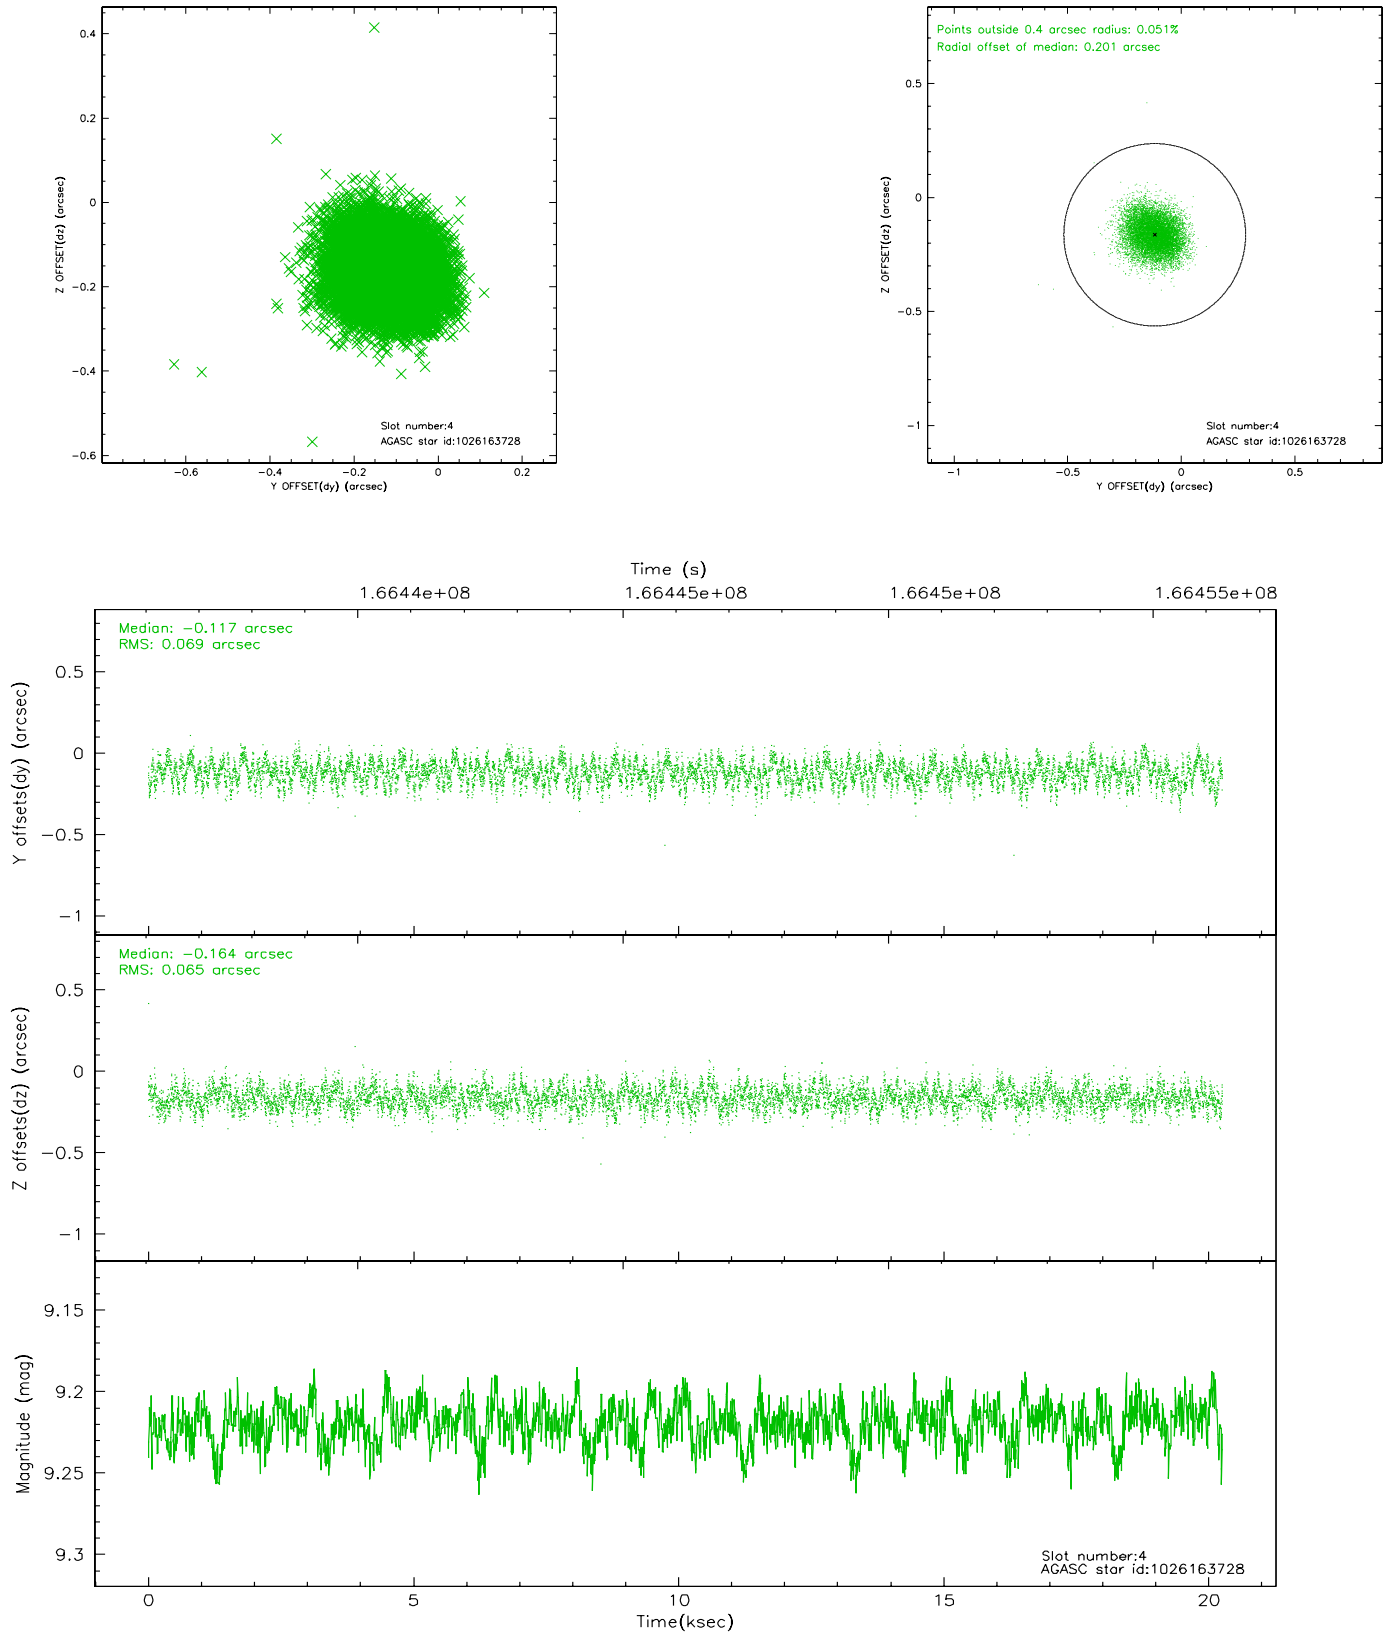 0.4
0.2
0
−0.2
−0.4
−0.6
Z OFFSET(dz) (arcsec)
Slot number:4
AGASC star id:1026163728
−0.6 −0.4 −0.2 0 0.2
Y OFFSET(dy) (arcsec)
Points outside 0.4 arcsec radius: 0.051%
Radial offset of median: 0.201 arcsec
0.5
0
−0.5
−1
Z OFFSET(dz) (arcsec)
Slot number:4
AGASC star id:1026163728
−1 −0.5 0 0.5
Y OFFSET(dy) (arcsec)
Time (s)
1.6644e+08 1.66445e+08 1.6645e+08 1.66455e+08
Median: −0.117 arcsec
RMS: 0.069 arcsec
0.5
0
−0.5
−1
Y offsets(dy) (arcsec)
Median: −0.164 arcsec
RMS: 0.065 arcsec
0.5
0
−0.5
−1
Z offsets(dz) (arcsec)
9.15
9.2
9.25
9.3
Magnitude (mag)
Slot number:4
AGASC star id:1026163728
0 5 10 15 20
Time(ksec)